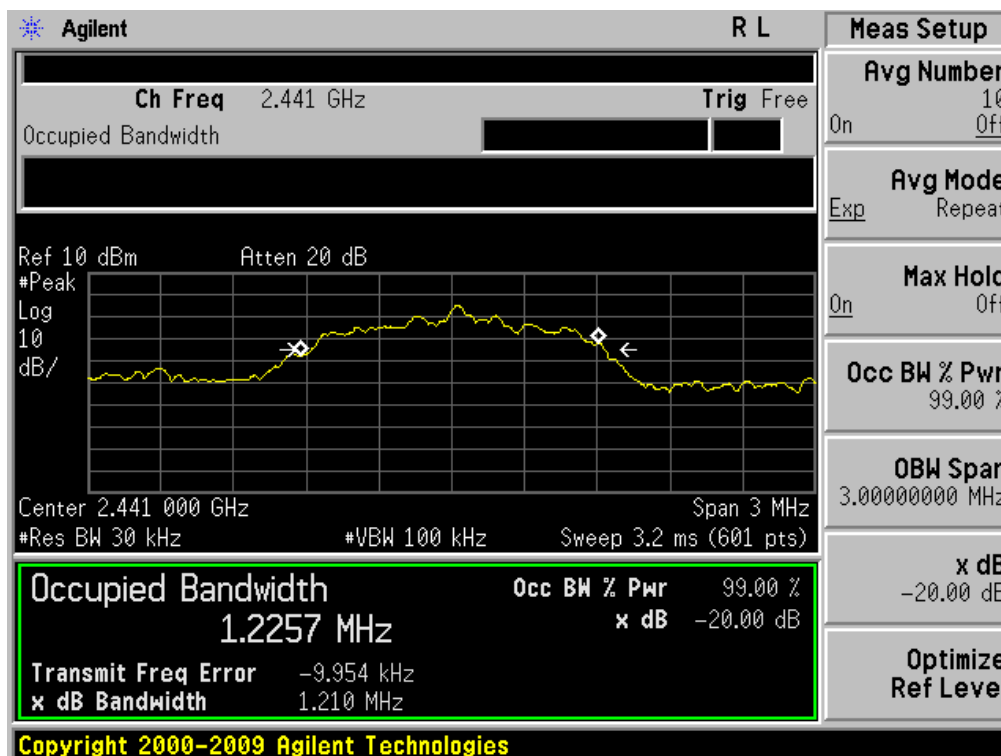 Agilent R L
Meas Setup
Ch Freq 2.441 GHz Trig Free
Occupied Bandwidth
Ref 10 dBm Atten 20 dB
#Peak
Log
10
dB/
Center 2.441 000 GHz Span 3 MHz
#Res BW 30 kHz #VBW 100 kHz Sweep 3.2 ms (601 pts)
Occupied Bandwidth Occ BW % Pwr 99.00 %
1.2257 MHz x dB -20.00 dB
Transmit Freq Error -9.954 kHz
x dB Bandwidth 1.210 MHz
Avg Number
10
On Off
Avg Mode
Exp Repeat
Max Hold
On Off
Occ BW % Pwr
99.00 %
OBW Span
3.00000000 MHz
x dB
-20.00 dB
Optimize
Ref Level
Copyright 2000-2009 Agilent Technologies